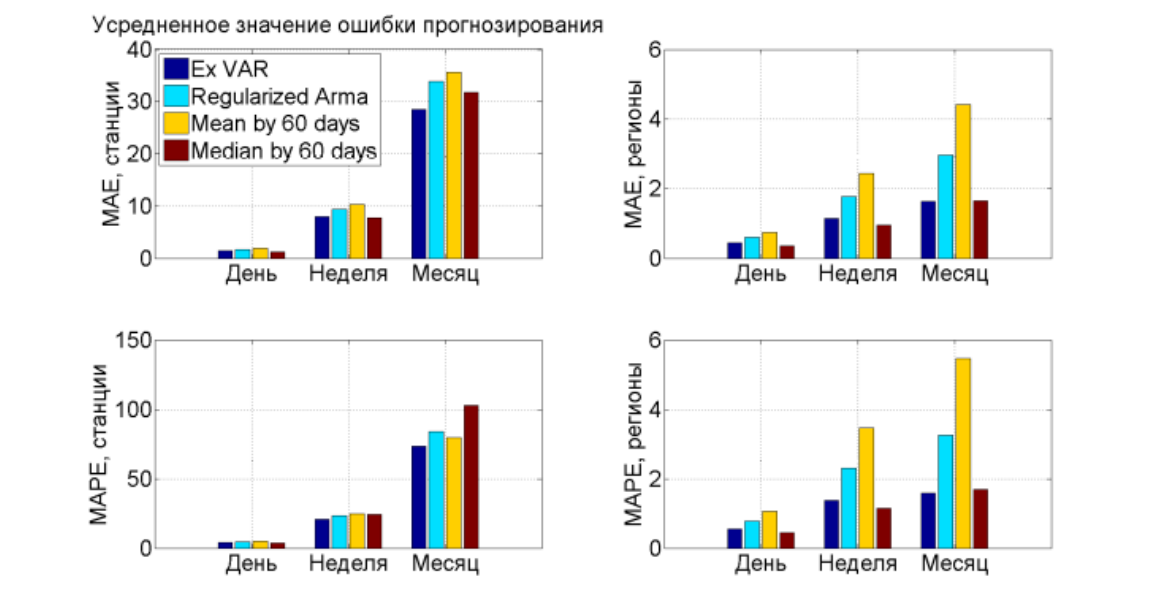 Усредненное значение ошибки прогнозирования
MAE, станции
40
30
20
10
0
Ex VAR
Regularized Arma
Mean by 60 days
Median by 60 days
День Неделя Месяц
MAE, регионы
6
4
2
0
День Неделя Месяц
MAPE, станции
150
100
50
0
День Неделя Месяц
MAPE, регионы
6
4
2
0
День Неделя Месяц